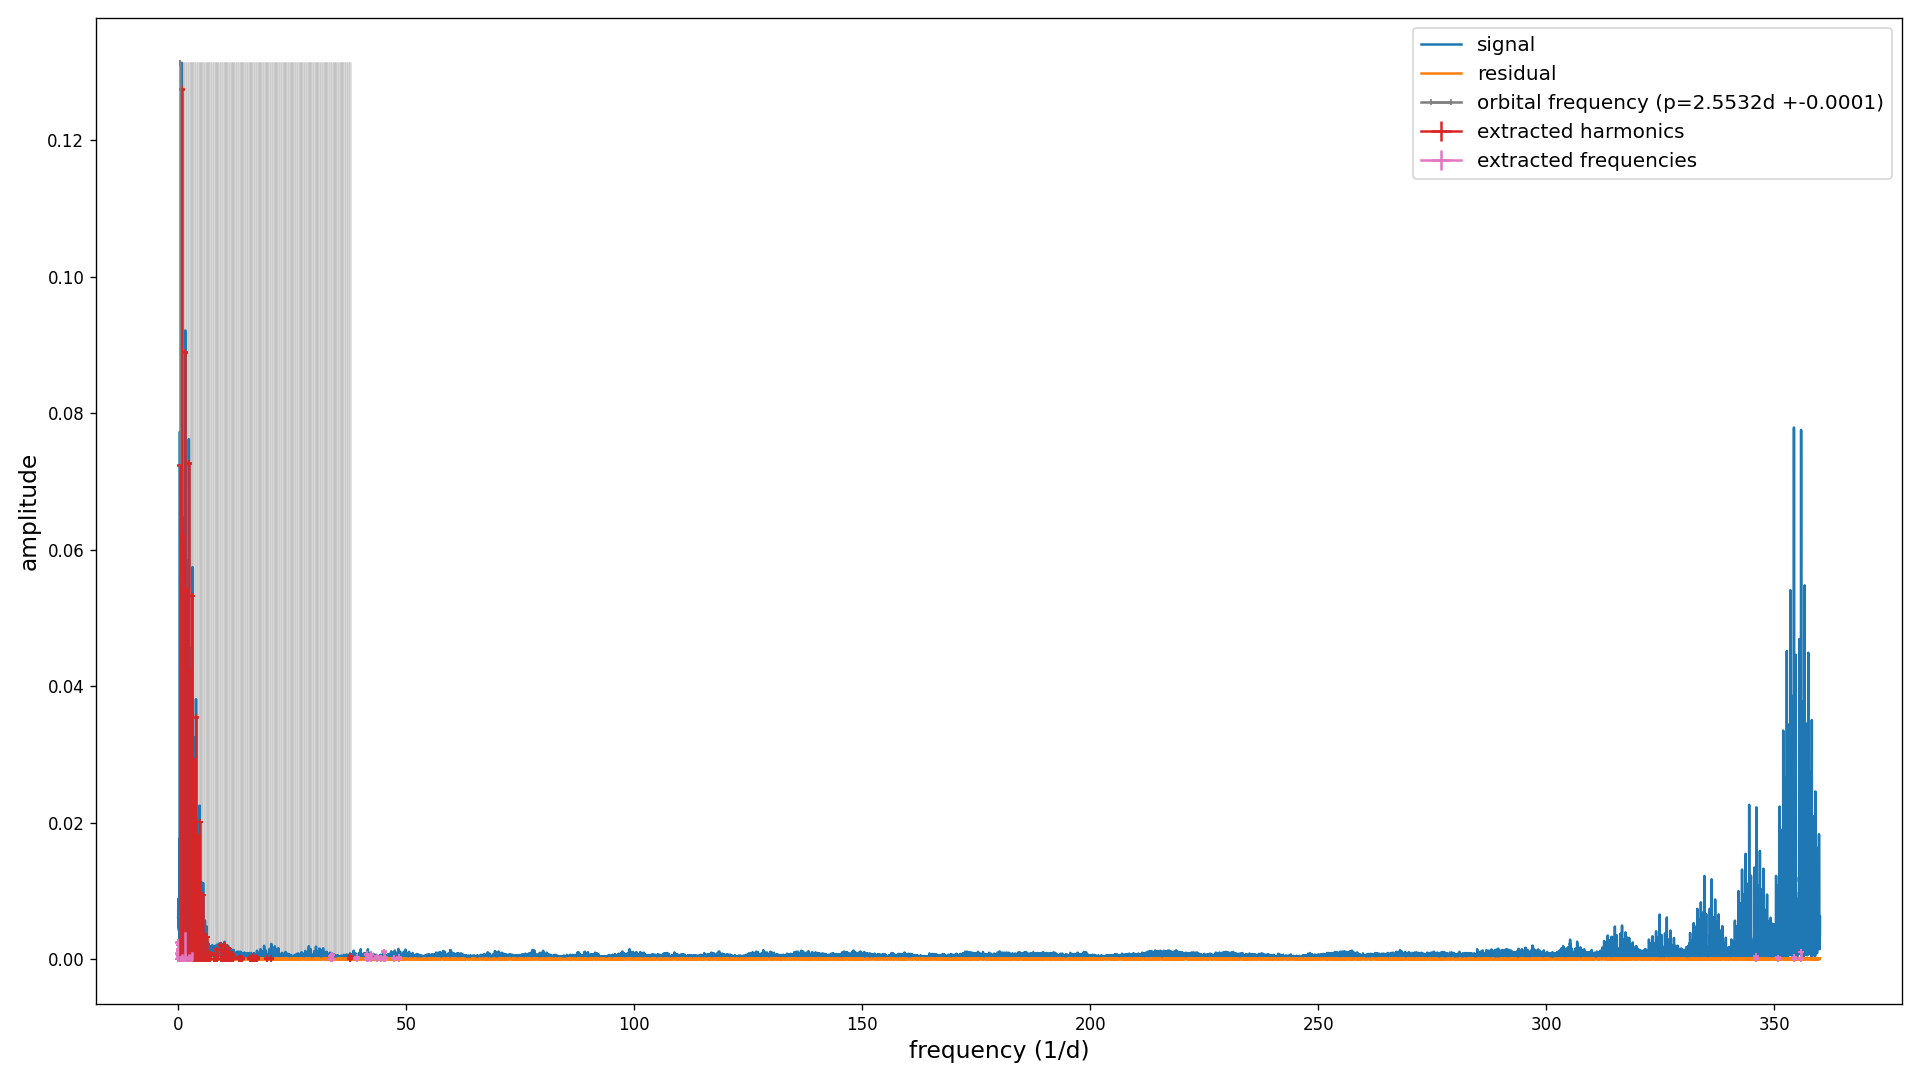 signal
residual
orbital frequency (p=2.5532d +-0.0001)
extracted harmonics
extracted frequencies
0.12
0.10
0.08
0.06
0.04
0.02
0.00
amplitude
0 50 100 150 200 250 300 350
frequency (1/d)